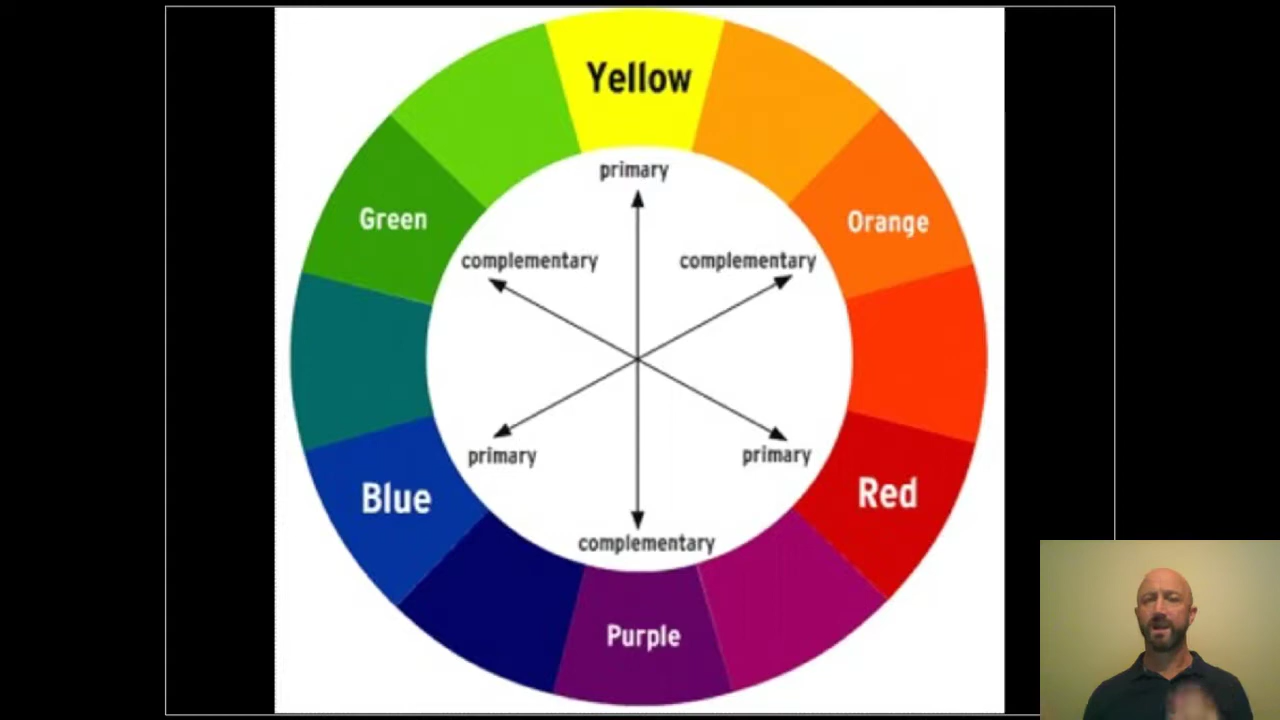 Yellow
primary
Green
Orange
complementary
complementary
primary
primary
Blue
Red
complementary
Purple